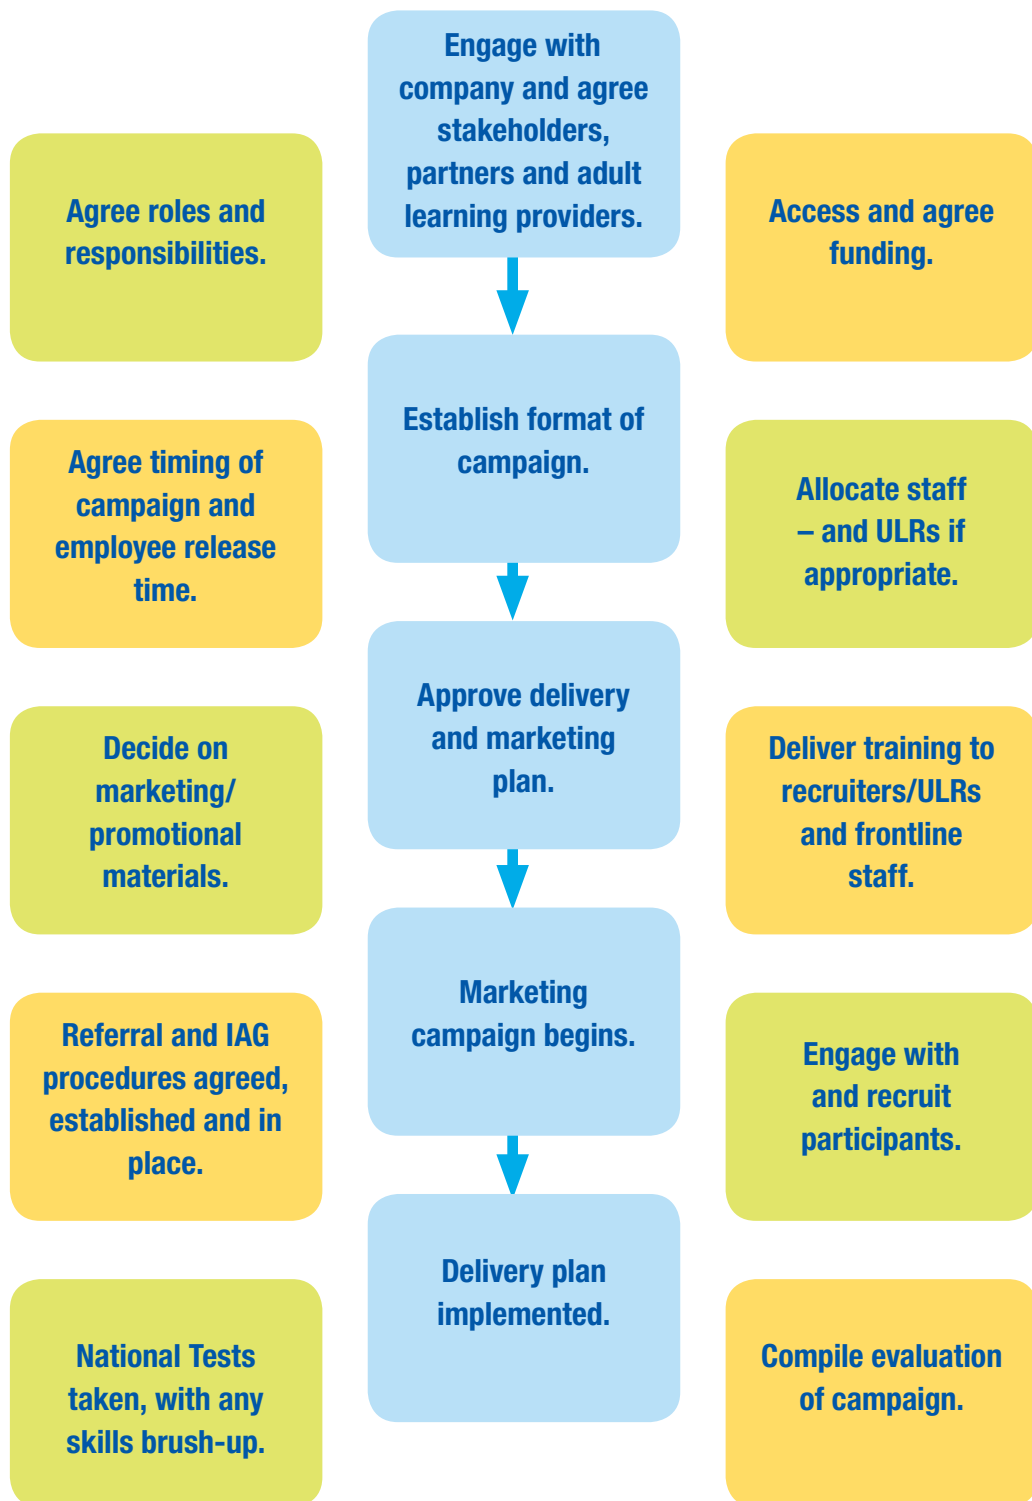 Engage with
company and agree
stakeholders,
partners and adult
learning providers.
Agree roles and
responsibilities.
Access and agree
funding.
Establish format of
campaign.
Agree timing of
campaign and
employee release
time.
Allocate staff
– and ULRs if
appropriate.
Approve delivery
and marketing
plan.
Decide on
marketing/
promotional
materials.
Deliver training to
recruiters/ULRs
and frontline
staff.
Marketing
campaign begins.
Referral and IAG
procedures agreed,
established and in
place.
Engage with
and recruit
participants.
Delivery plan
implemented.
National Tests
taken, with any
skills brush-up.
Compile evaluation
of campaign.